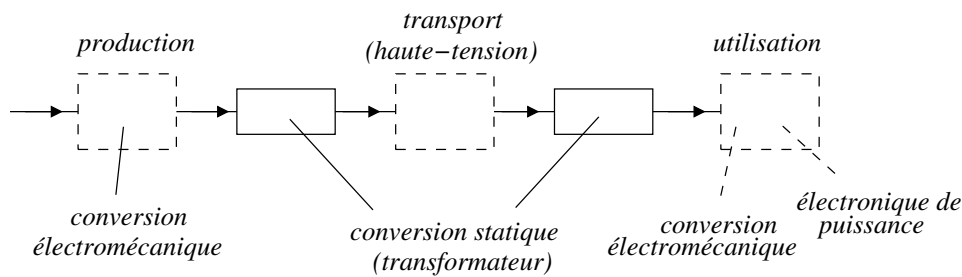 production
transport
(haute−tension)
utilisation
conversion
électromécanique
conversion statique
(transformateur)
conversion
électromécanique
électronique de
puissance